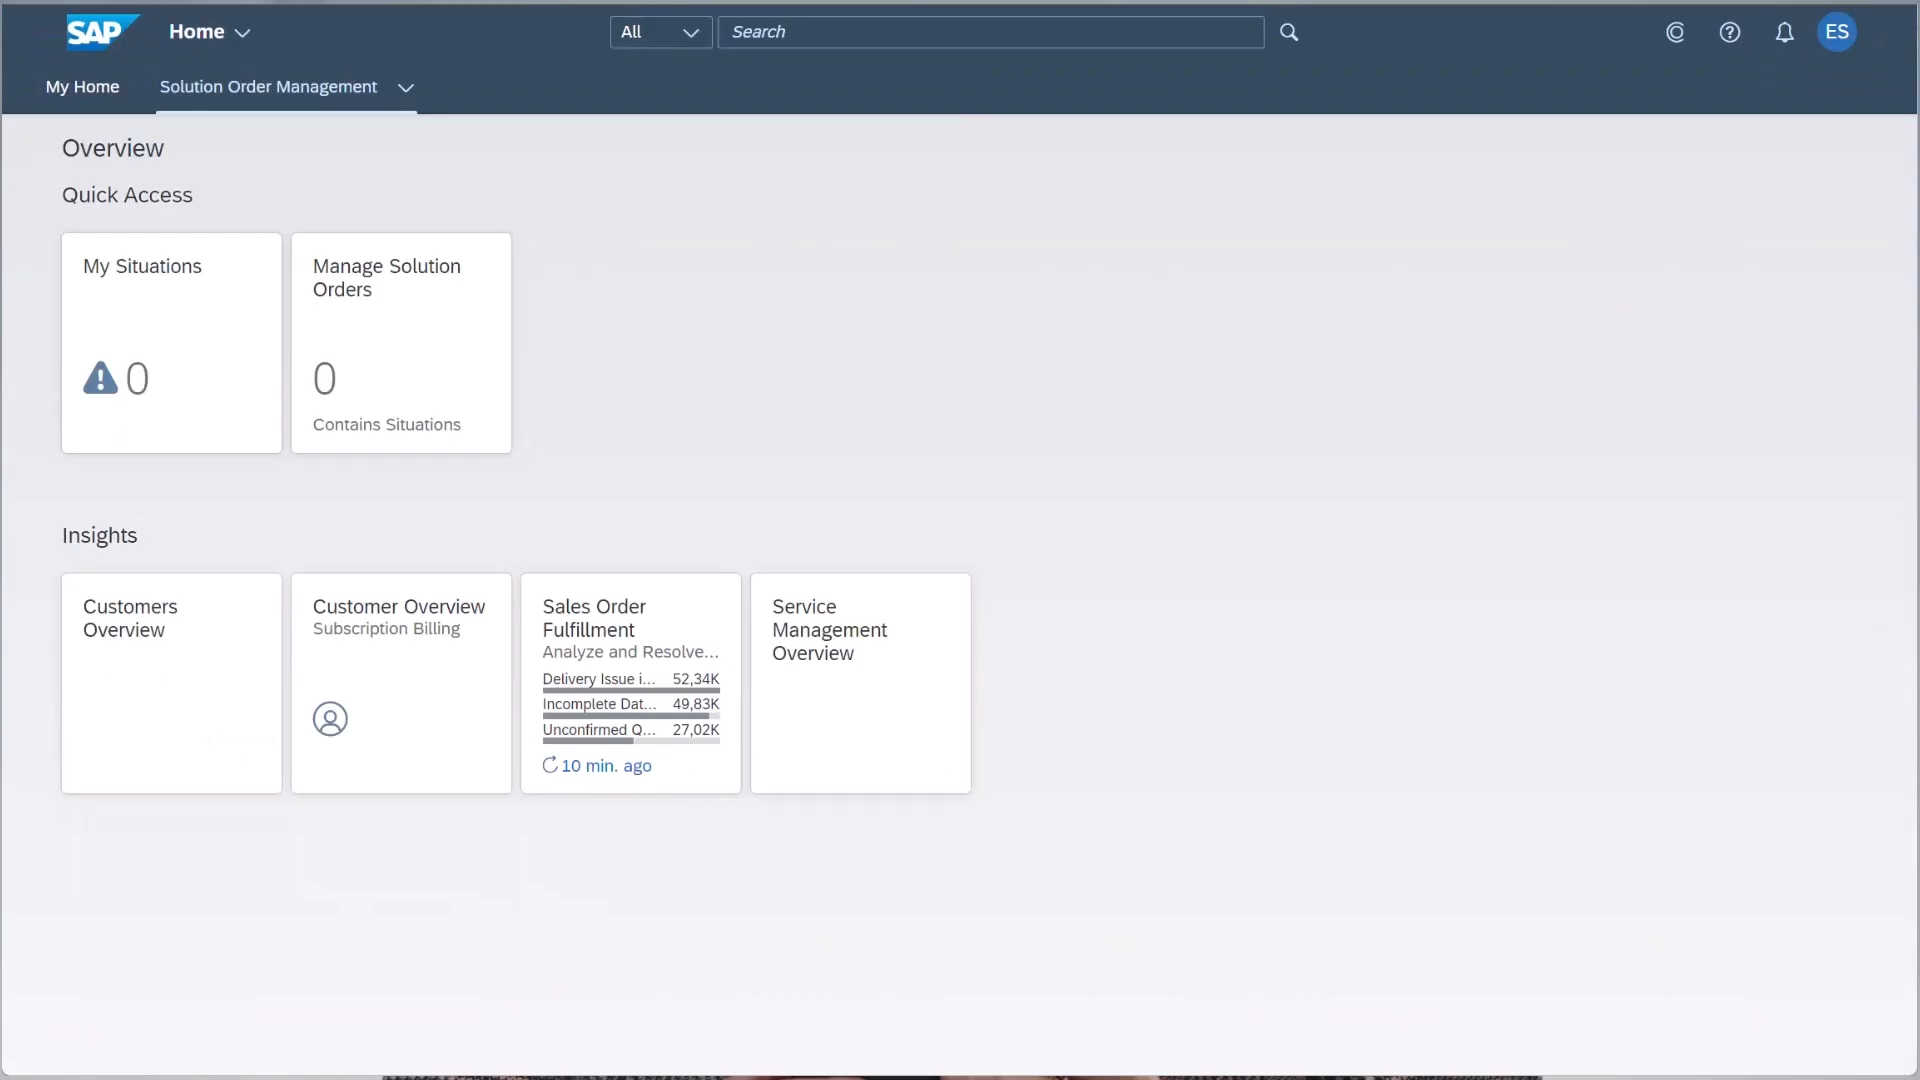 SAP Home
All Search
ES
My Home Solution Order Management
Overview
Quick Access
My Situations
0
Manage Solution
Orders
0
Contains Situations
Insights
Customers
Overview
Customer Overview
Subscription Billing
Sales Order
Fulfillment
Analyze and Resolve...
Delivery Issue i... 52,34K
Incomplete Dat... 49,83K
Unconfirmed Q... 27,02K
10 min. ago
Service
Management
Overview